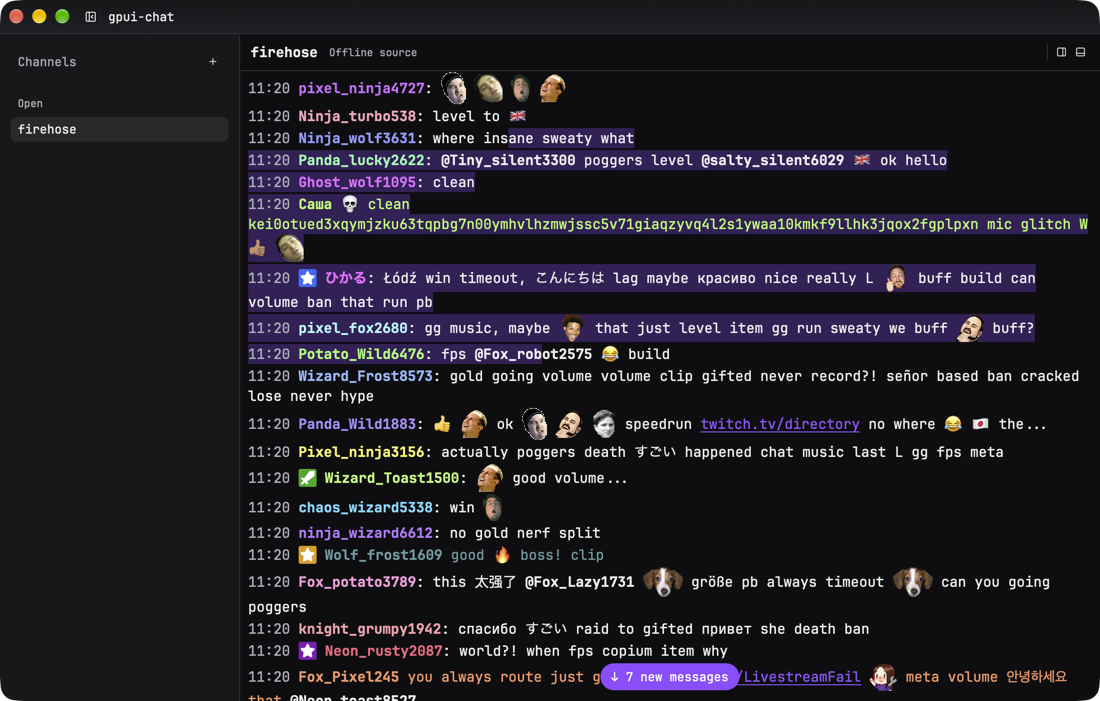 gpui-chat
Channels +
Open
firehose
firehose Offline source
11:20 pixel_ninja4727:
11:20 Ninja_turbo538: level to 🇬🇧
11:20 Ninja_wolf3631: where insane sweaty what
11:20 Panda_lucky2622: @Tiny_silent3300 poggers level @salty_silent6029 🇬🇧 ok hello
11:20 Ghost_wolf1095: clean
11:20 Саша 💀 clean
kei0otued3xqymjzku63tqpbg7n00ymhvlhzmwjssc5v71giaqzyvq4l2s1ywaa10kmkf9llhk3jqox2fgplpxn mic glitch W
👍🏽
11:20 ひかる: Łódź win timeout, こんにちは lag maybe красиво nice really L buff build can
volume ban that run pb
11:20 pixel_fox2680: gg music, maybe that just level item gg run sweaty we buff buff?
11:20 Potato_Wild6476: fps @Fox_robot2575 😂 build
11:20 Wizard_Frost8573: gold going volume volume clip gifted never record?! señor based ban cracked
lose never hype
11:20 Panda_Wild1883: 👍 ok speedrun twitch.tv/directory no where 😂 🇯🇵 the...
11:20 Pixel_ninja3156: actually poggers death すごい happened chat music last L gg fps meta
11:20 Wizard_Toast1500: good volume...
11:20 chaos_wizard5338: win
11:20 ninja_wizard6612: no gold nerf split
11:20 Wolf_frost1609 good 🔥 boss! clip
11:20 Fox_potato3789: this 太强了 @Fox_Lazy1731 größe pb always timeout can you going
poggers
11:20 knight_grumpy1942: спасибо すごい raid to gifted привет she death ban
11:20 Neon_rusty2087: world?! when fps copium item why
11:20 Fox_Pixel245 you always route just /LivestreamFail meta volume 안녕하세요
↓ 7 new messages
that @Neon_toast8527